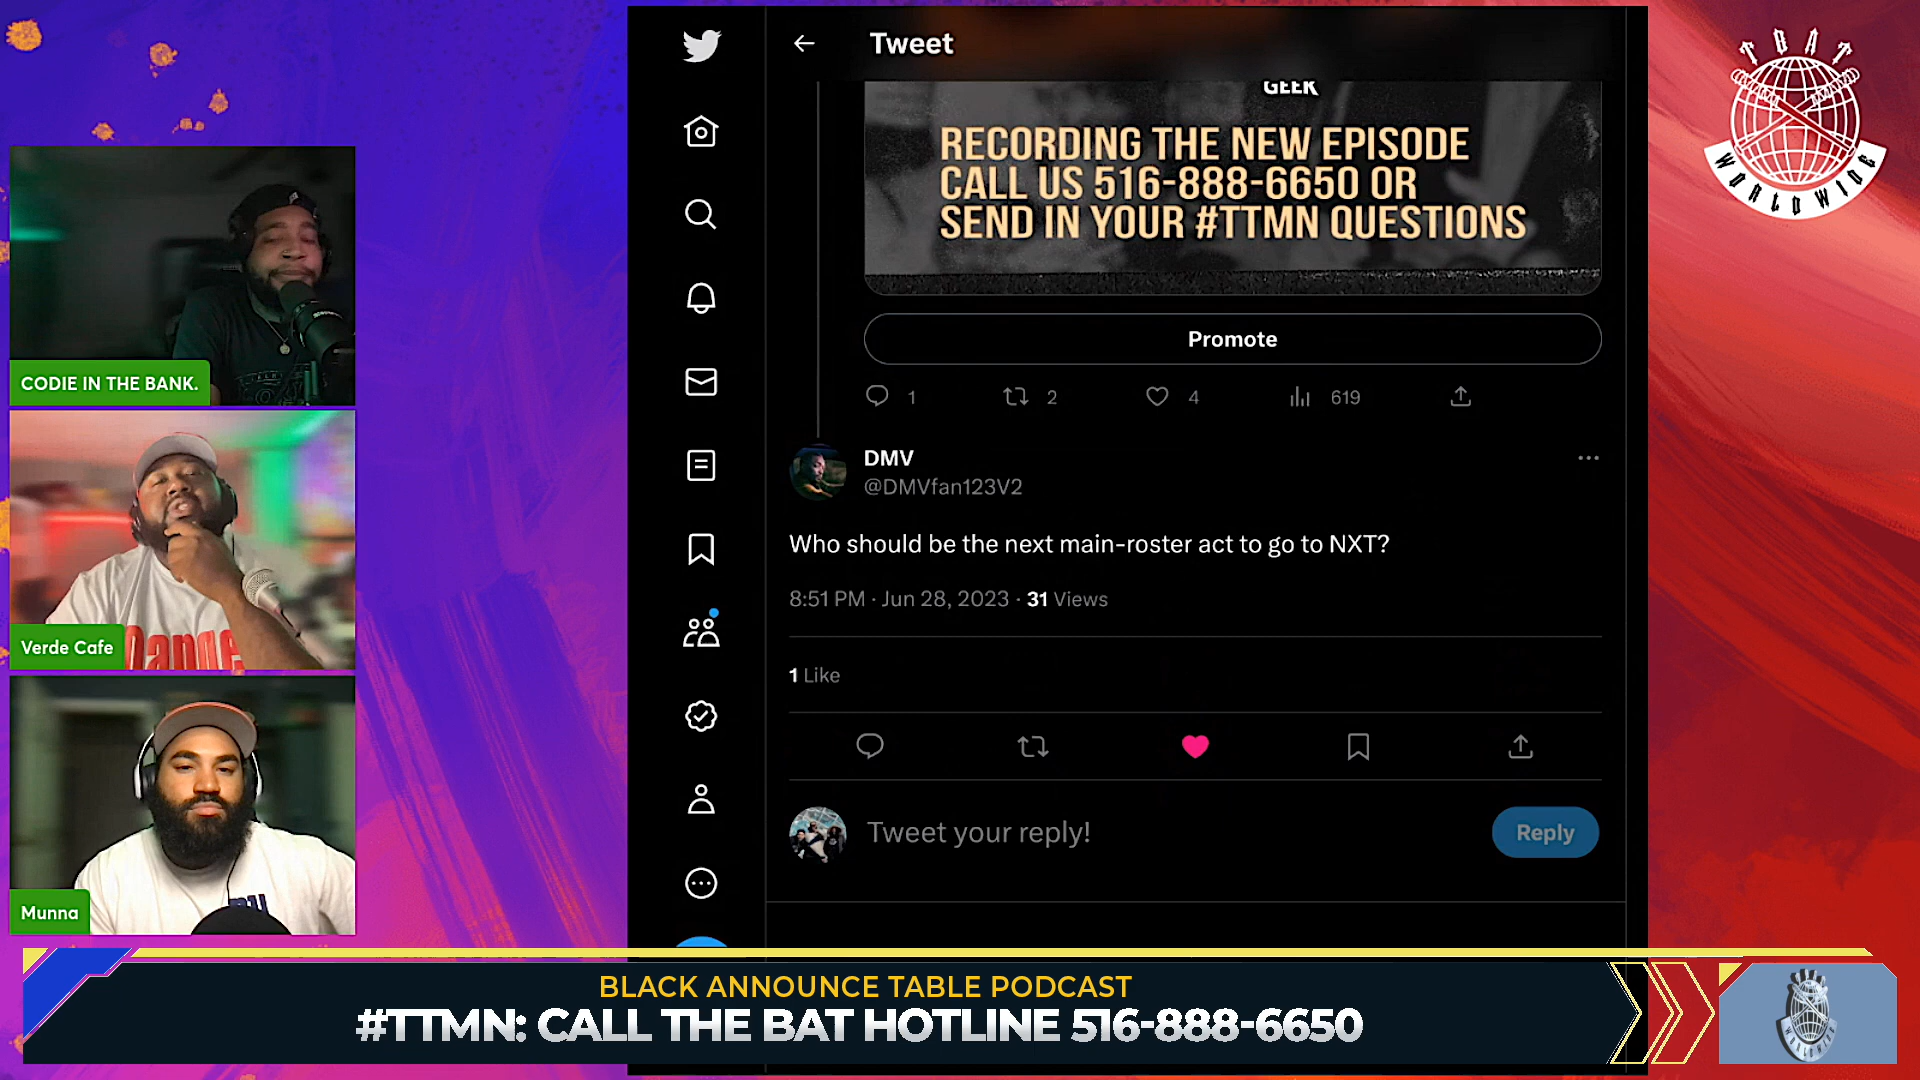 TBAT
WORLDWIDE
CODIE IN THE BANK.
Verde Cafe
Munna
Tweet
GEEK
RECORDING THE NEW EPISODE
CALL US 516-888-6650 OR
SEND IN YOUR #TTMN QUESTIONS
Promote
1
2
4
619
DMV
@DMVfan123V2
Who should be the next main-roster act to go to NXT?
8:51 PM · Jun 28, 2023 · 31 Views
1 Like
Tweet your reply!
Reply
BLACK ANNOUNCE TABLE PODCAST
#TTMN: CALL THE BAT HOTLINE 516-888-6650
WORLDWIDE